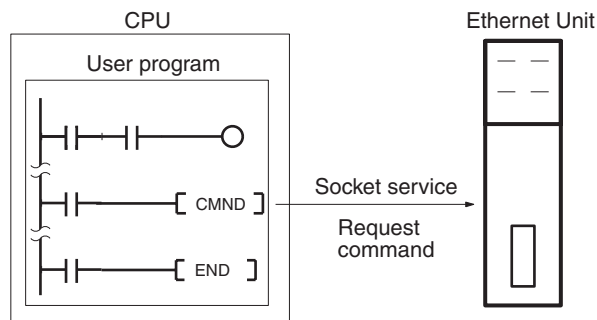 CPU
Ethernet Unit
User program
CMND
Socket service
Request
command
END